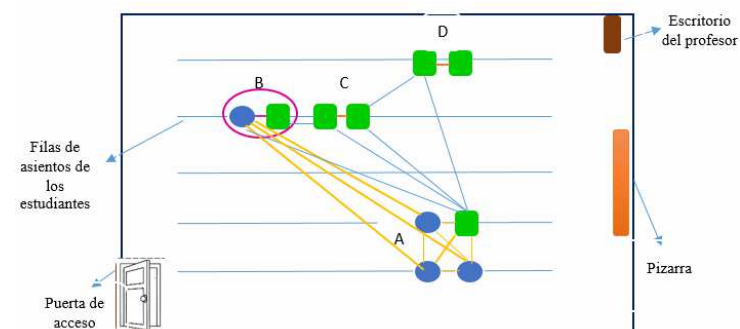 Escritorio
del profesor
D
B
C
Filas de
asientos de
los
estudiantes
A
Pizarra
Puerta de
acceso